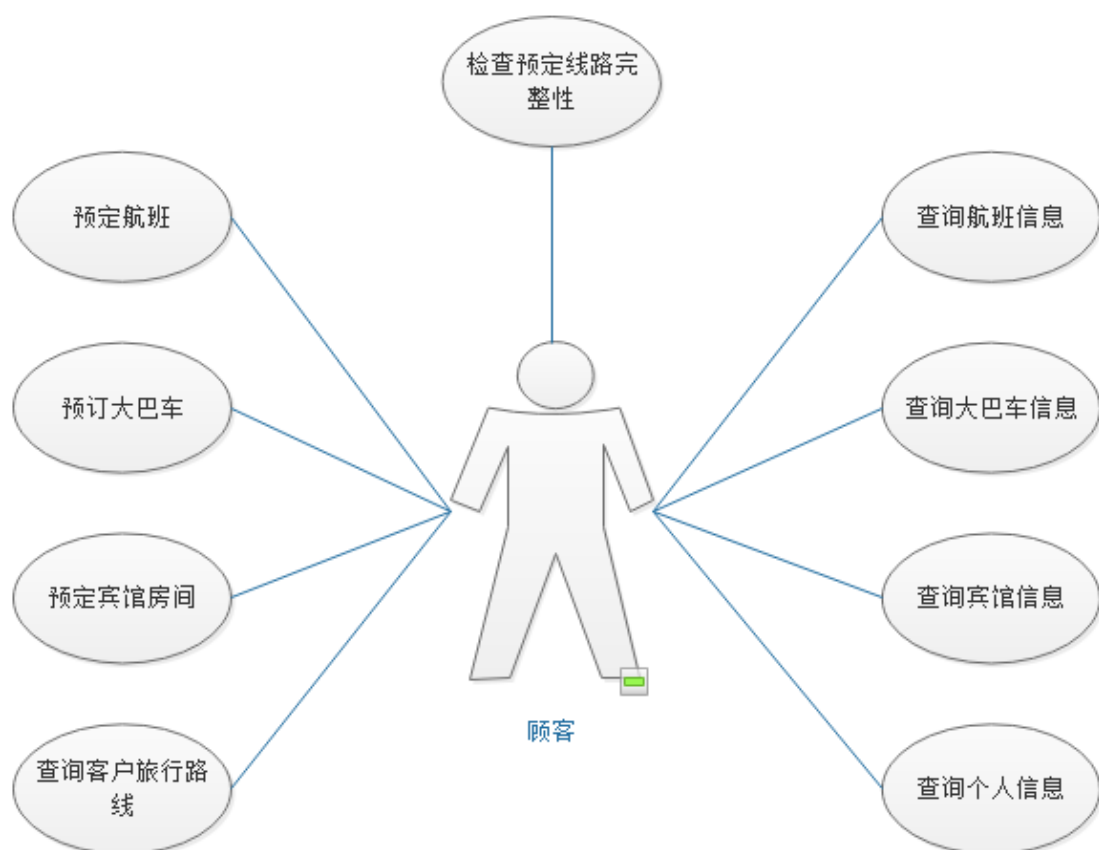 检查预定线路完
整性
预定航班
查询航班信息
预订大巴车
查询大巴车信息
预定宾馆房间
查询宾馆信息
顾客
查询客户旅行路
线
查询个人信息